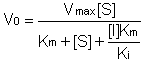 V₀ = Vmax[S] / (Km + [S] + [I]Km / Ki)